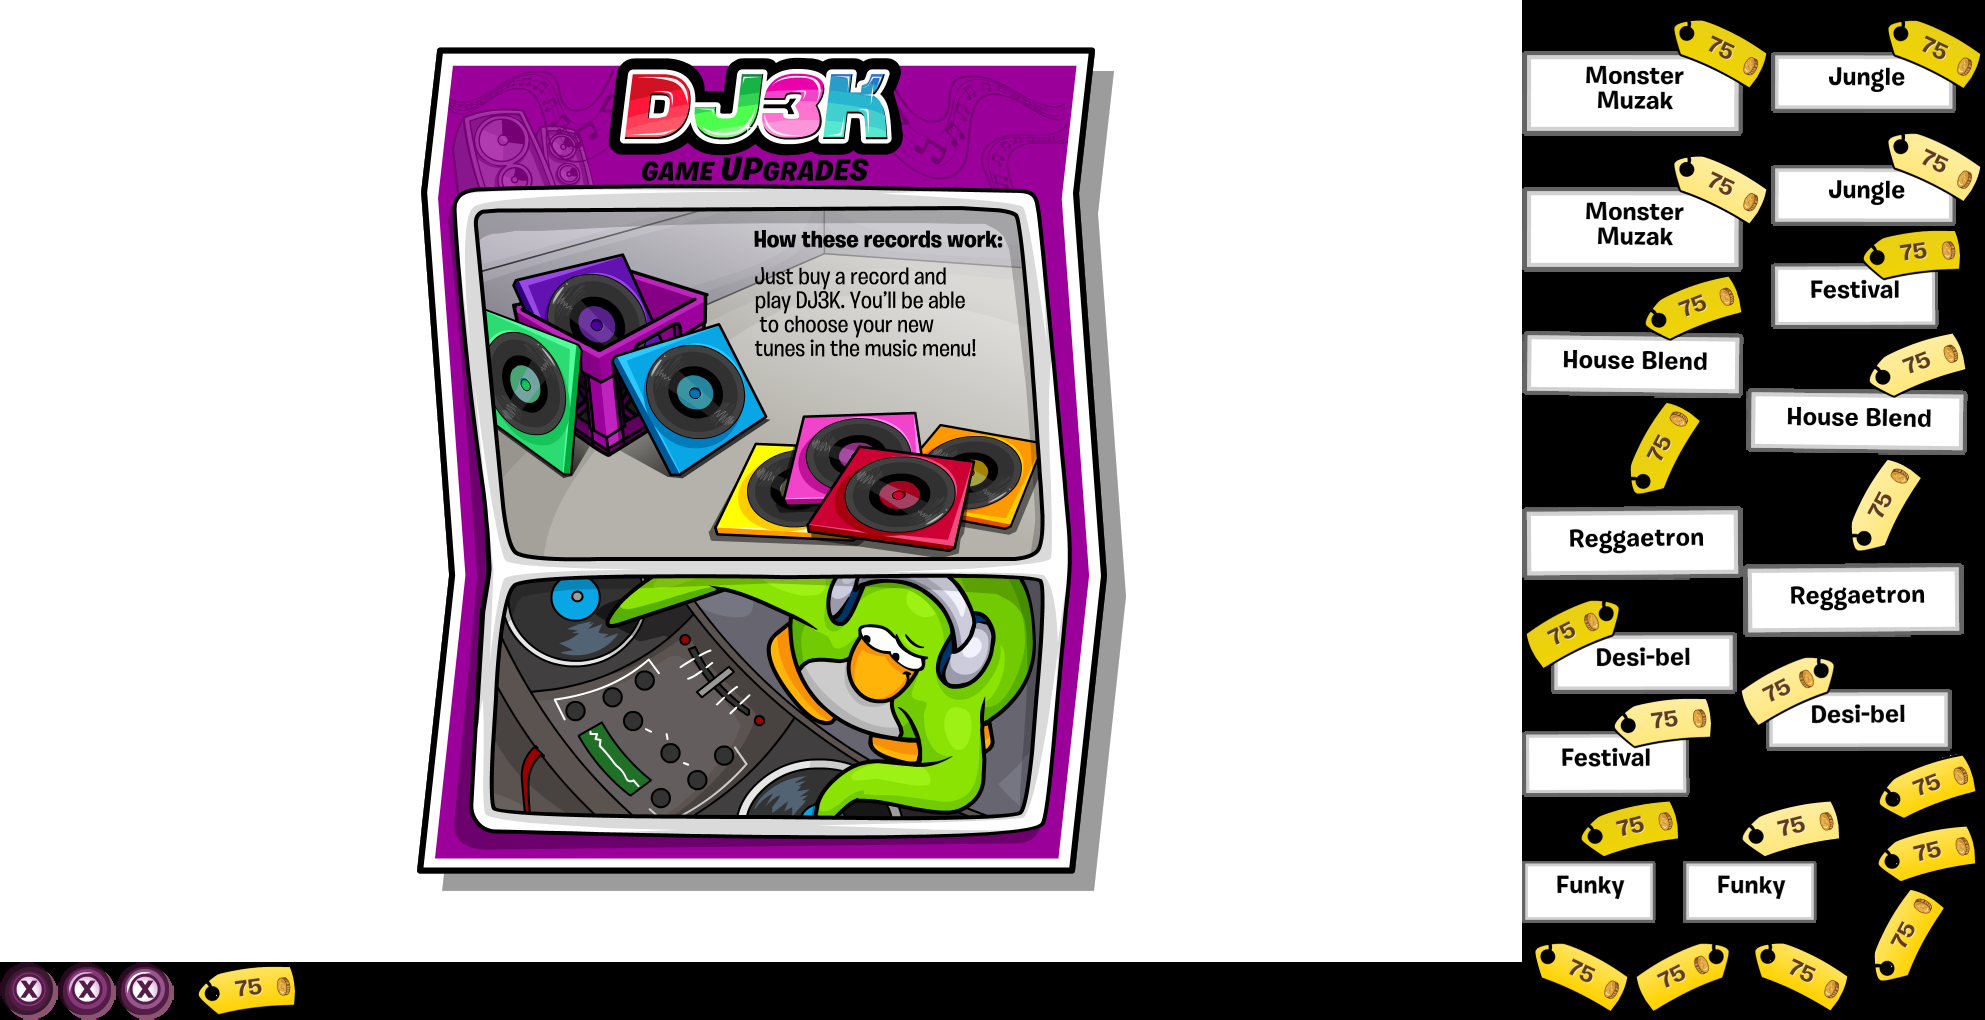 DJ3K
GAME UPGRADES
How these records work:
Just buy a record and
play DJ3K. You'll be able
to choose your new
tunes in the music menu!
75
Monster
Muzak
75
Jungle
75
Monster
Muzak
75
Jungle
75
Festival
75
House Blend
75
House Blend
75
Reggaetron
75
Reggaetron
75
Desi-bel
75
Desi-bel
75
Festival
75
75
Funky
75
Funky
75
75
75
75
75
X
X
X
75